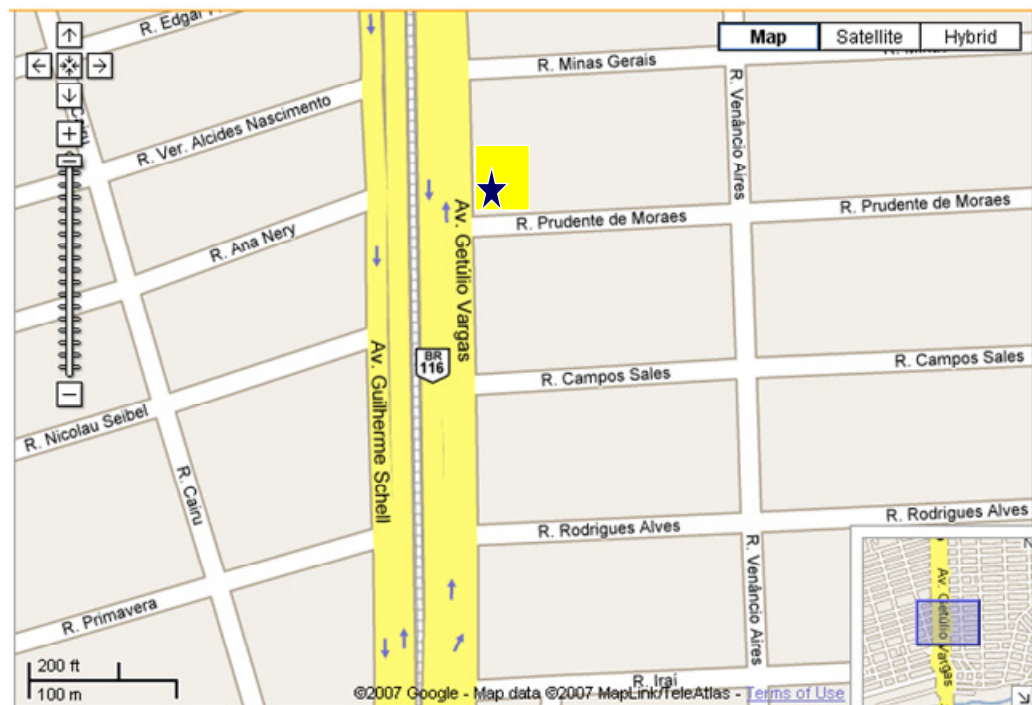 R. Edgar
Map
Satellite
Hybrid
R. Minas Gerais
R. Minas
Cairu
R. Ver. Alcides Nascimento
R. Venâncio Aires
R. Prudente de Moraes
R. Prudente de Moraes
R. Ana Nery
Av. Getúlio Vargas
BR
116
Av. Guilherme Schell
R. Campos Sales
R. Campos Sales
R. Nicolau Seibel
R. Cairu
R. Rodrigues Alves
R. Rodrigues Alves
R. Venâncio Aires
Av. Getúlio Vargas
R. Primavera
R. Iraí
200 ft
100 m
©2007 Google - Map data ©2007 MapLink/TeleAtlas - Terms of Use